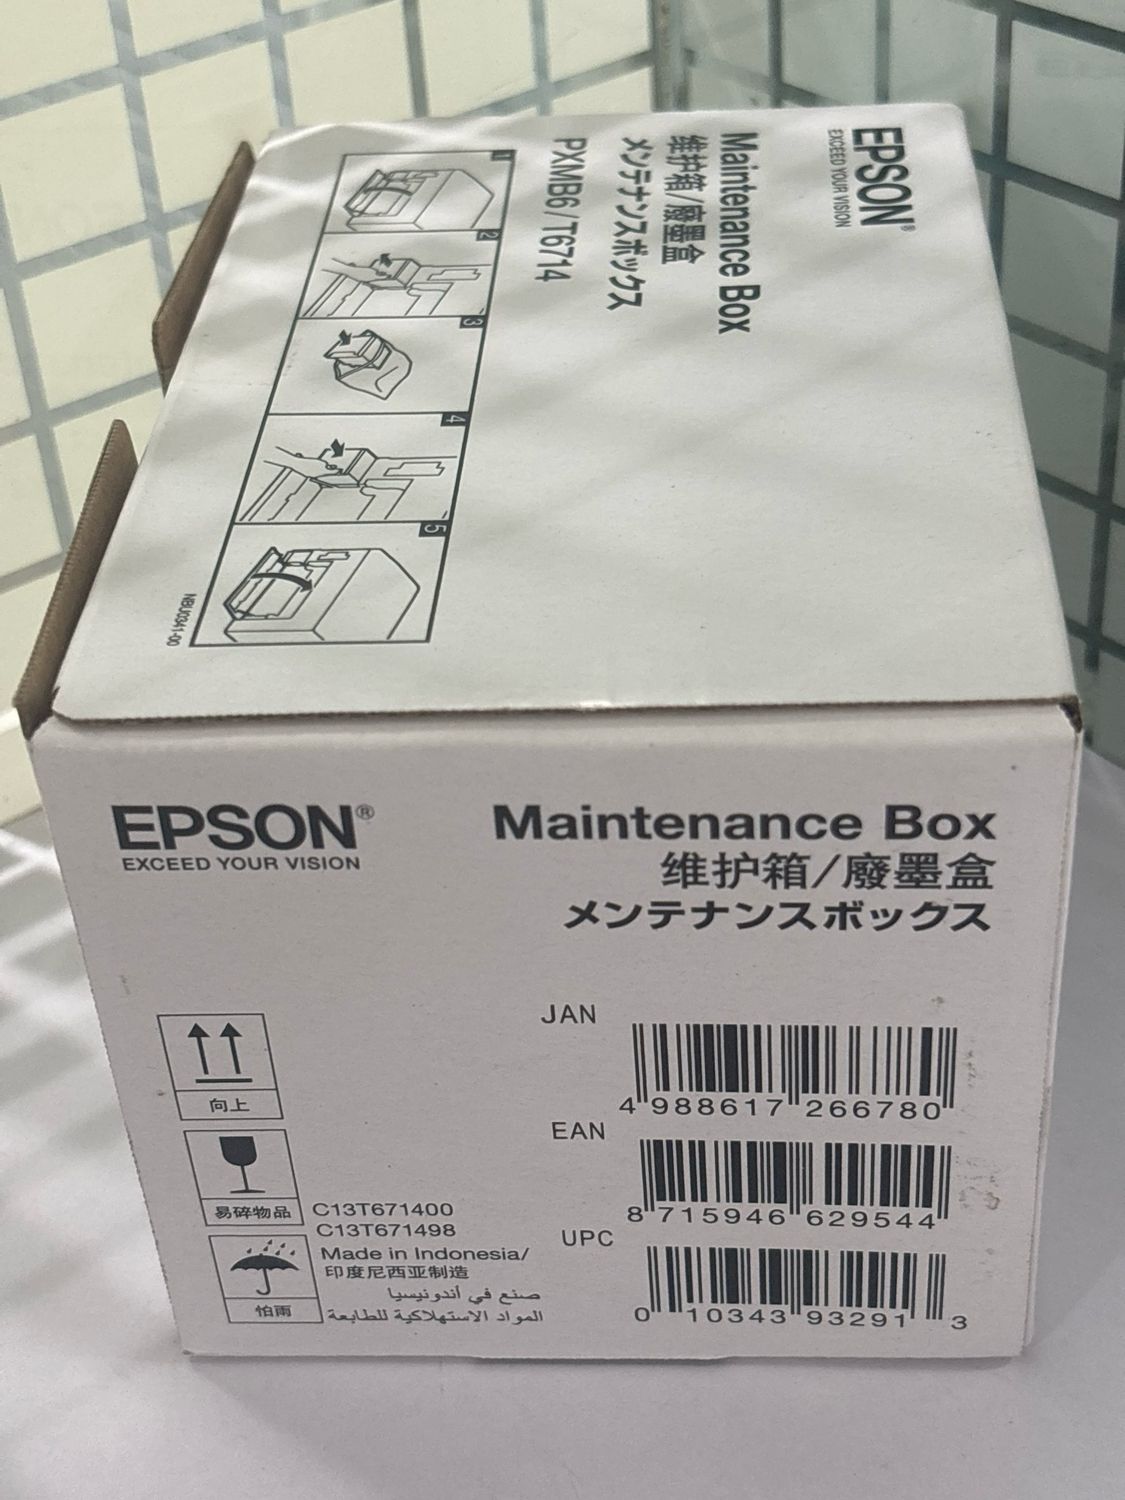 EPSON®
EXCEED YOUR VISION
Maintenance Box
维护箱/廢墨盒
メンテナンスボックス
PXMB6/T6714
1
2
3
4
5
NBU0341-00
EPSON®
EXCEED YOUR VISION
Maintenance Box
维护箱/廢墨盒
メンテナンスボックス
JAN
4 988617 266780
EAN
8 715946 629544
UPC
0 10343 93291 3
向上
易碎物品
怕雨
C13T671400
C13T671498
Made in Indonesia/
印度尼西亚制造
صنع في أندونيسيا
المواد الاستهلاكية للطابعة